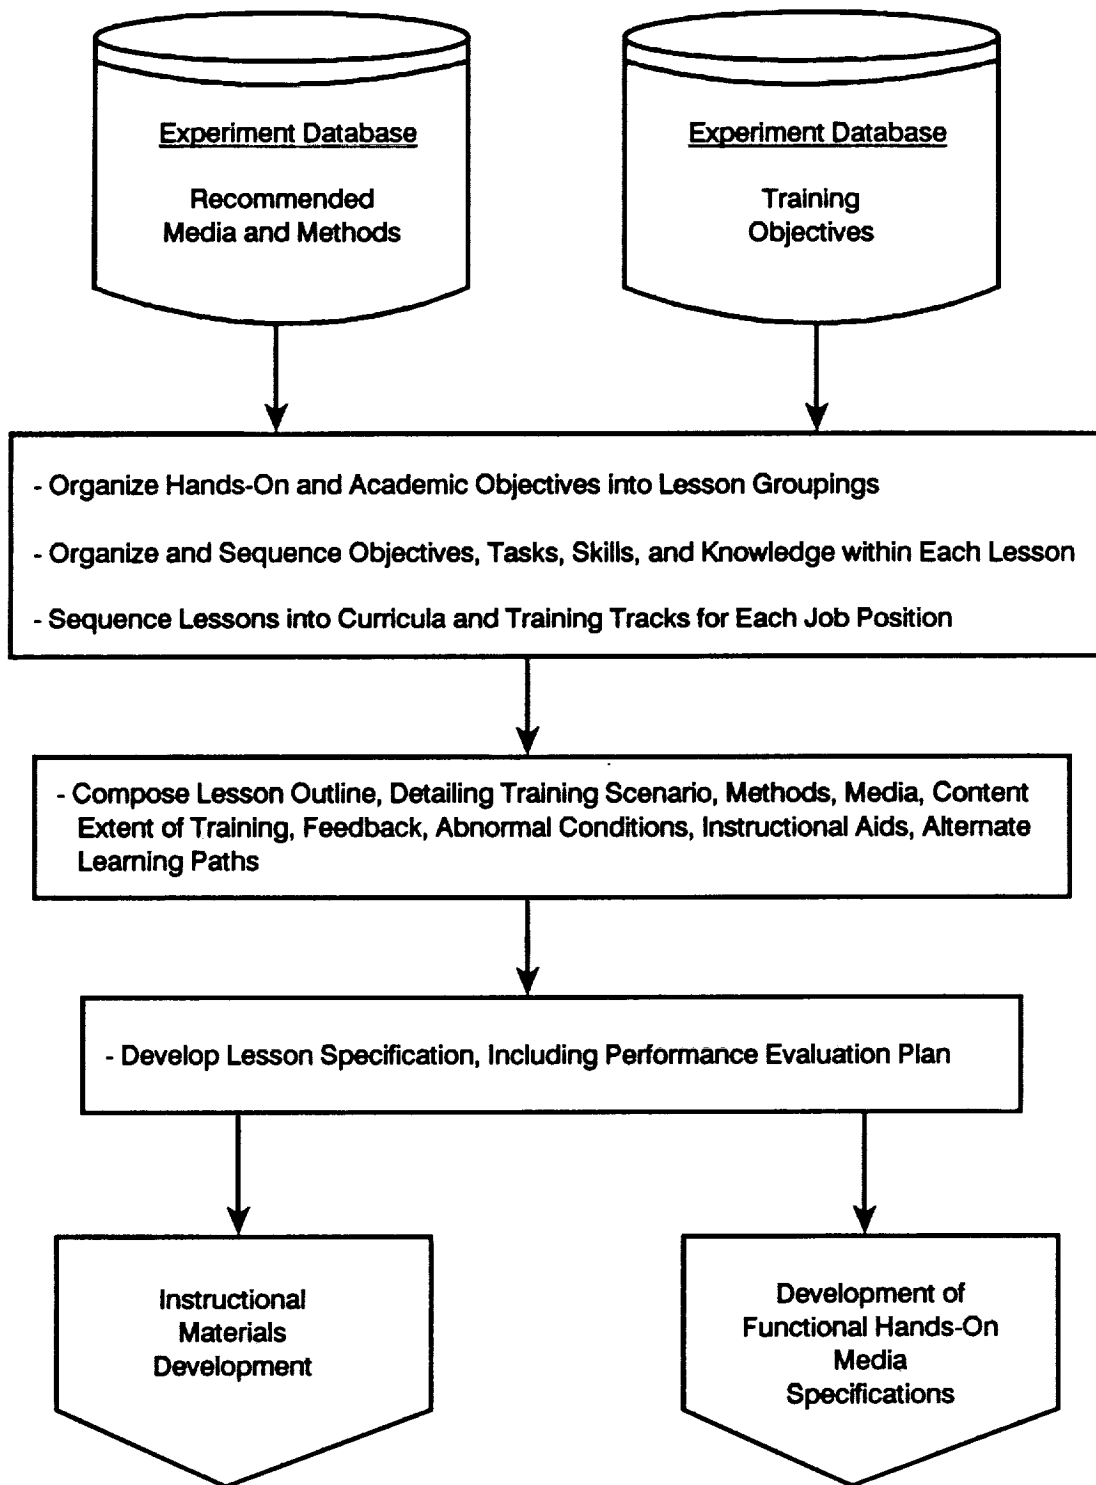 Experiment Database
Recommended
Media and Methods
Experiment Database
Training
Objectives
- Organize Hands-On and Academic Objectives into Lesson Groupings
- Organize and Sequence Objectives, Tasks, Skills, and Knowledge within Each Lesson
- Sequence Lessons into Curricula and Training Tracks for Each Job Position
- Compose Lesson Outline, Detailing Training Scenario, Methods, Media, Content
Extent of Training, Feedback, Abnormal Conditions, Instructional Aids, Alternate
Learning Paths
- Develop Lesson Specification, Including Performance Evaluation Plan
Instructional
Materials
Development
Development of
Functional Hands-On
Media
Specifications